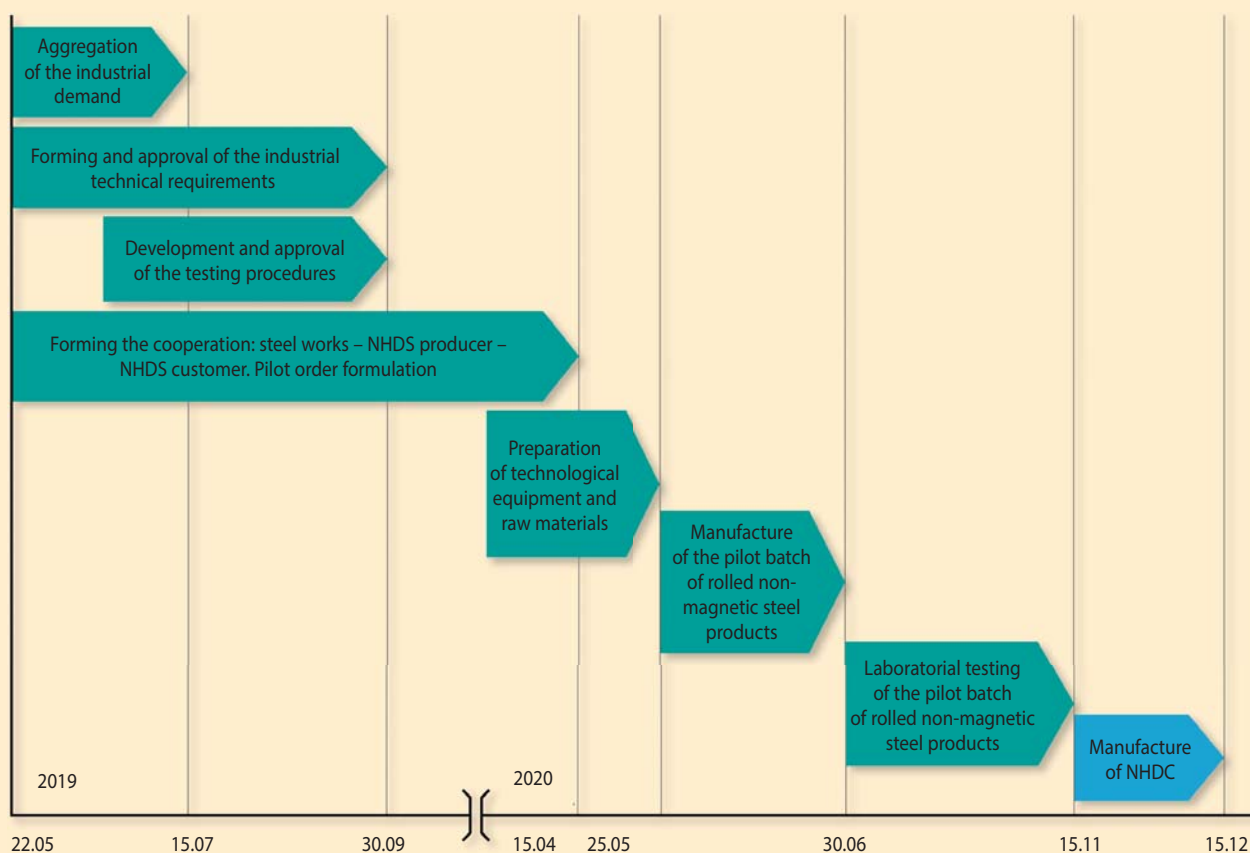 Aggregation
of the industrial
demand
Forming and approval of the industrial
technical requirements
Development and approval
of the testing procedures
Forming the cooperation: steel works – NHDS producer –
NHDS customer. Pilot order formulation
Preparation
of technological
equipment and
raw materials
Manufacture
of the pilot batch
of rolled non-
magnetic steel
products
Laboratorial testing
of the pilot batch
of rolled non-magnetic
steel products
Manufacture
of NHDC
2019 2020
22.05 15.07 30.09 15.04 25.05 30.06 15.11 15.12